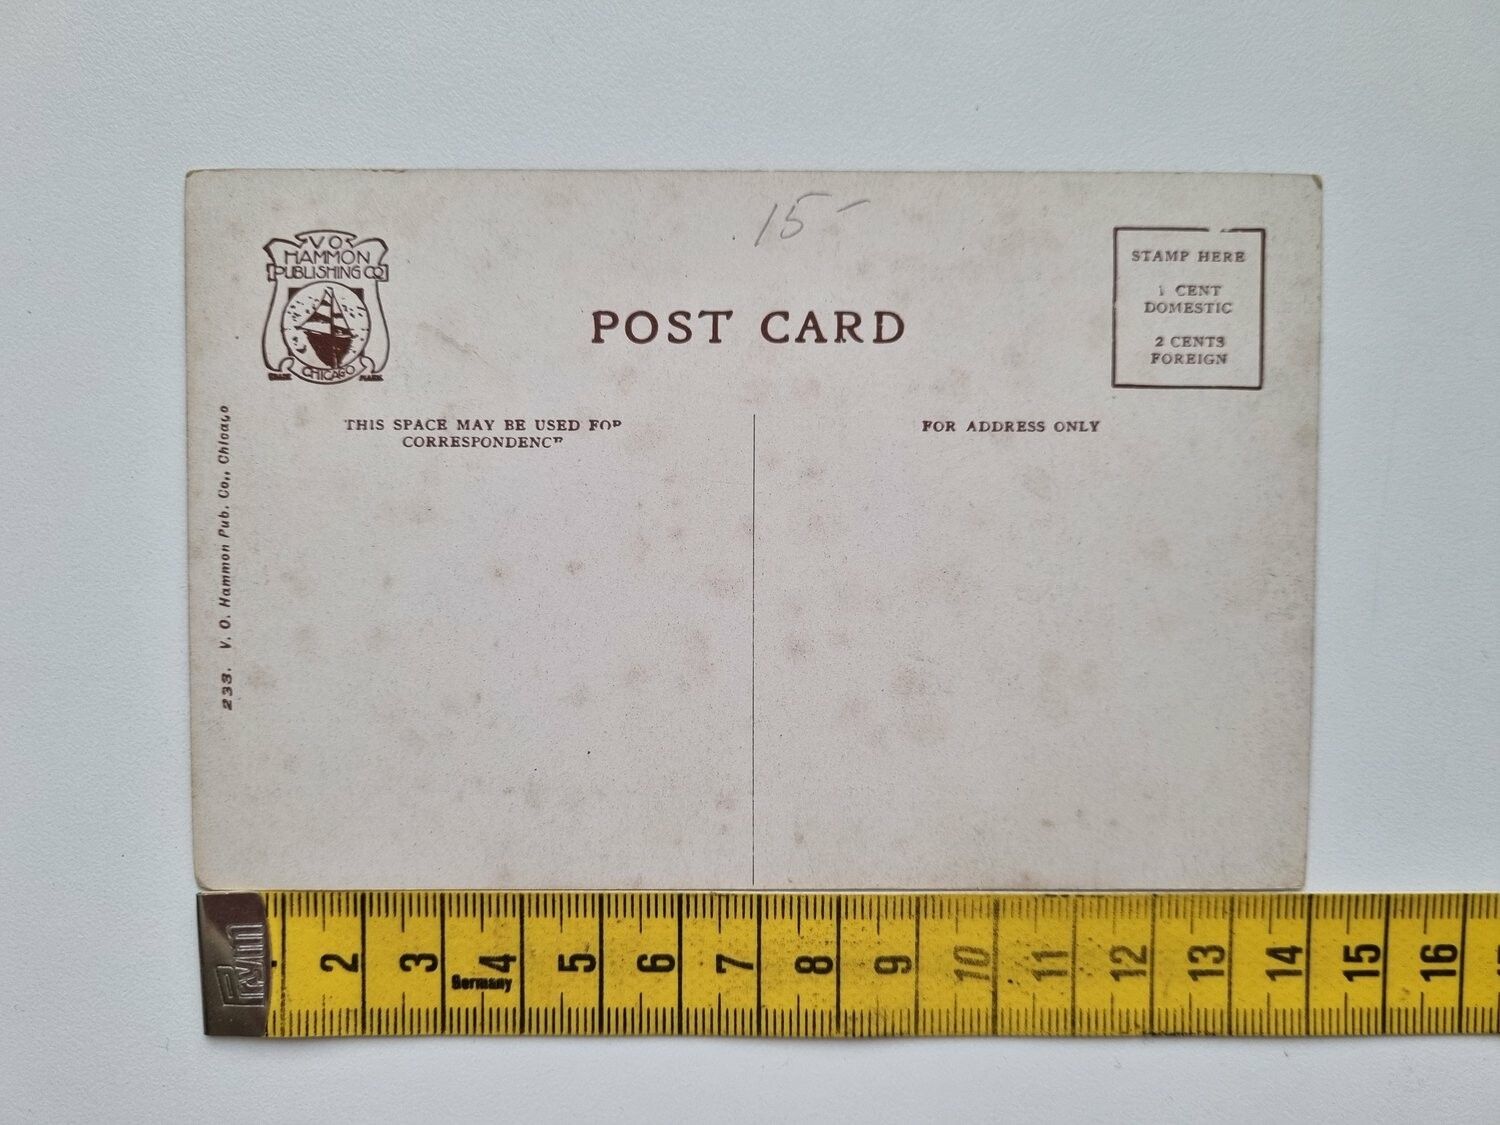 15-
V O
HAMMON
PUBLISHING CO
CHICAGO
TRADE MARK
POST CARD
STAMP HERE
1 CENT
DOMESTIC
2 CENTS
FOREIGN
THIS SPACE MAY BE USED FOR
CORRESPONDENCE
FOR ADDRESS ONLY
233. V. O. Hammon Pub. Co., Chicago
Prym
2 3 4 5 6 7 8 9 10 11 12 13 14 15 16
Germany